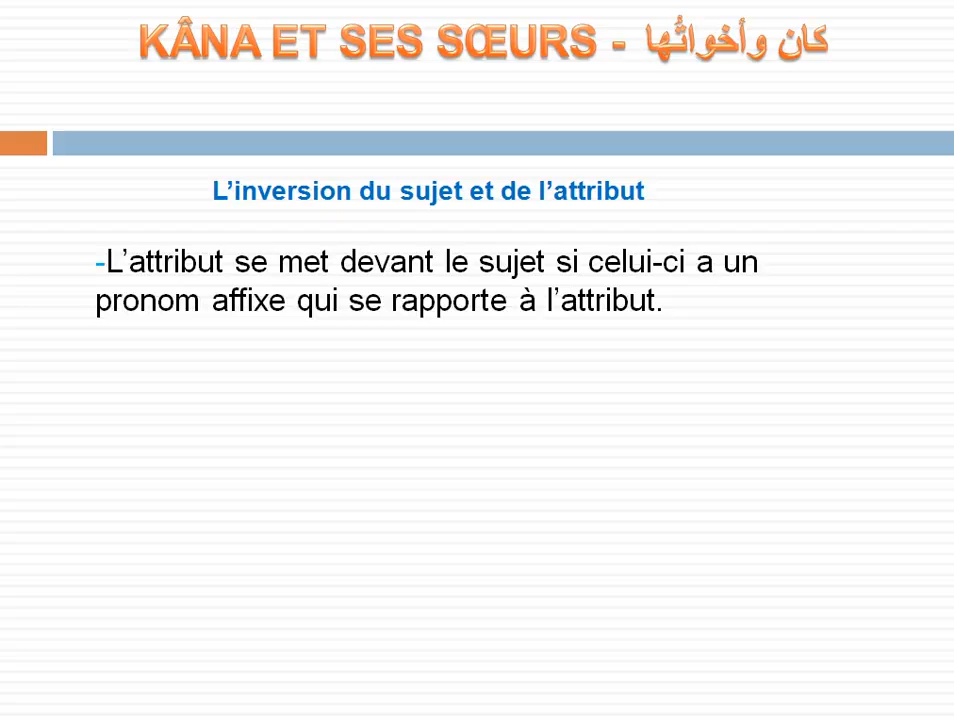 KÂNA ET SES SŒURS - كان وأخواتُها
L’inversion du sujet et de l’attribut
-L’attribut se met devant le sujet si celui-ci a un
pronom affixe qui se rapporte à l’attribut.